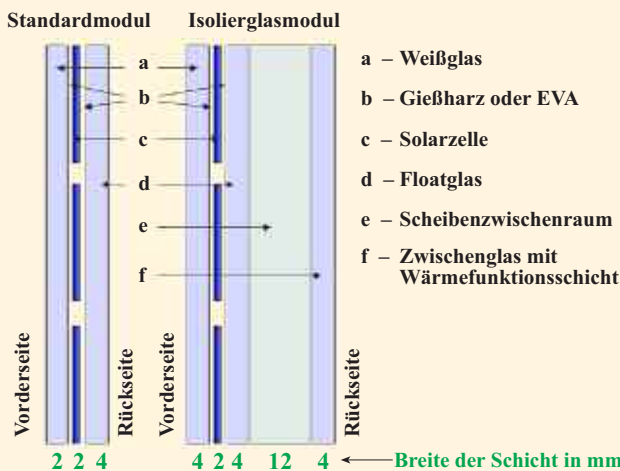 Standardmodul
Isolierglasmodul
a
b
c
d
e
f
a – Weißglas
b – Gießharz oder EVA
c – Solarzelle
d – Floatglas
e – Scheibenzwischenraum
f – Zwischenglas mit
Wärmefunktionsschicht
Vorderseite
Rückseite
Vorderseite
Rückseite
2 2 4
4 2 4 12 4
Breite der Schicht in mm